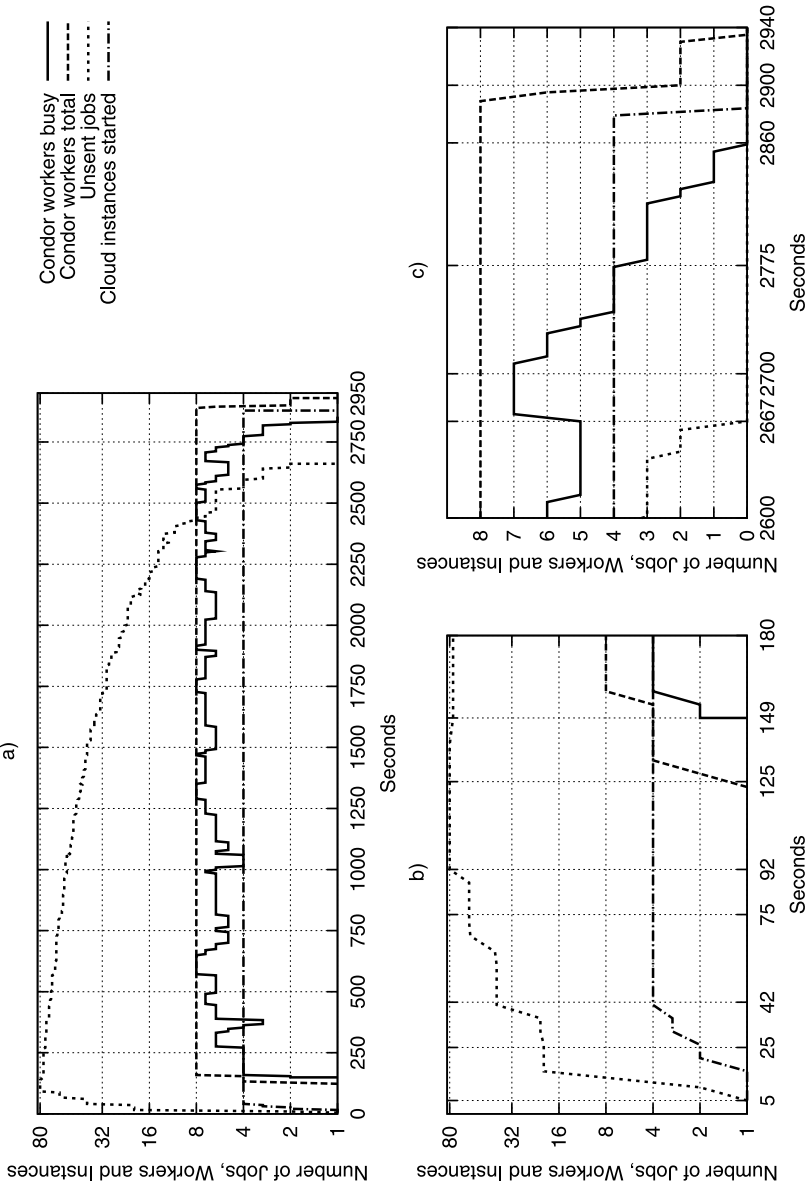 a)
Number of Jobs, Workers and Instances
80
32
16
8
4
2
1
0 250 500 750 1000 1250 1500 1750 2000 2250 2500 2750 2950
Seconds
Condor workers busy
Condor workers total
Unsent jobs
Cloud instances started
b)
Number of Jobs, Workers and Instances
80
32
16
8
4
2
1
5 25 42 75 92 125 149 180
Seconds
c)
Number of Jobs, Workers and Instances
8
7
6
5
4
3
2
1
0
2600 2667 2700 2775 2860 2900 2940
Seconds